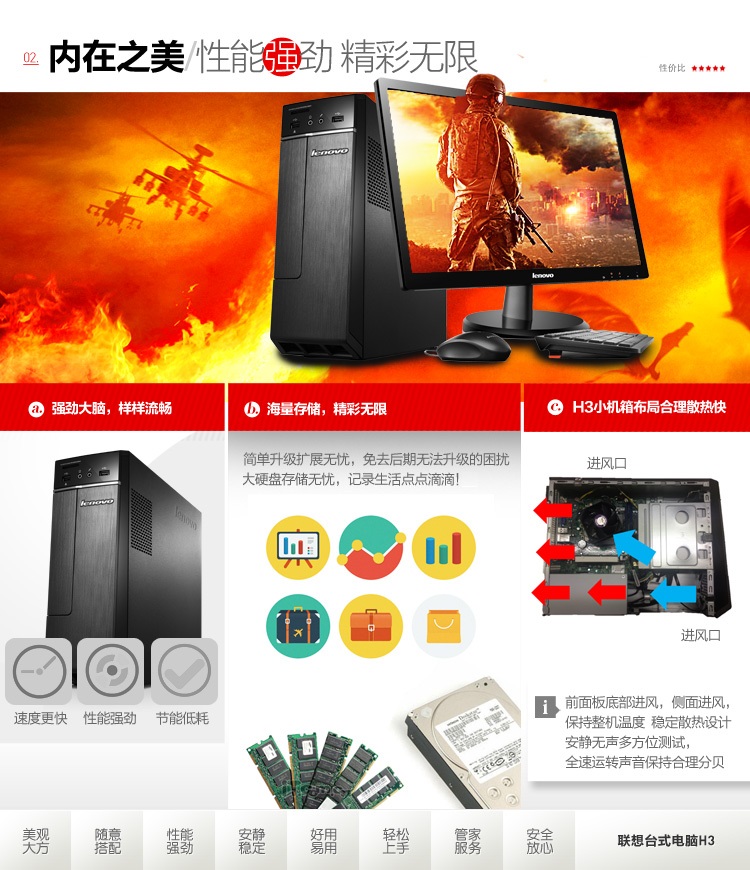 02. 内在之美/性能强劲 精彩无限
性价比 ★★★★★
lenovo
lenovo
a. 强劲大脑，样样流畅
lenovo
lenovo
速度更快 性能强劲 节能低耗
b. 海量存储，精彩无限
简单升级扩展无忧，免去后期无法升级的困扰
大硬盘存储无忧，记录生活点点滴滴！
e. H3小机箱布局合理散热快
进风口
进风口
i 前面板底部进风，侧面进风，
保持整机温度 稳定散热设计
安静无声多方位测试，
全速运转声音保持合理分贝
美观
大方
随意
搭配
性能
强劲
安静
稳定
好用
易用
轻松
上手
管家
服务
安全
放心
联想台式电脑H3